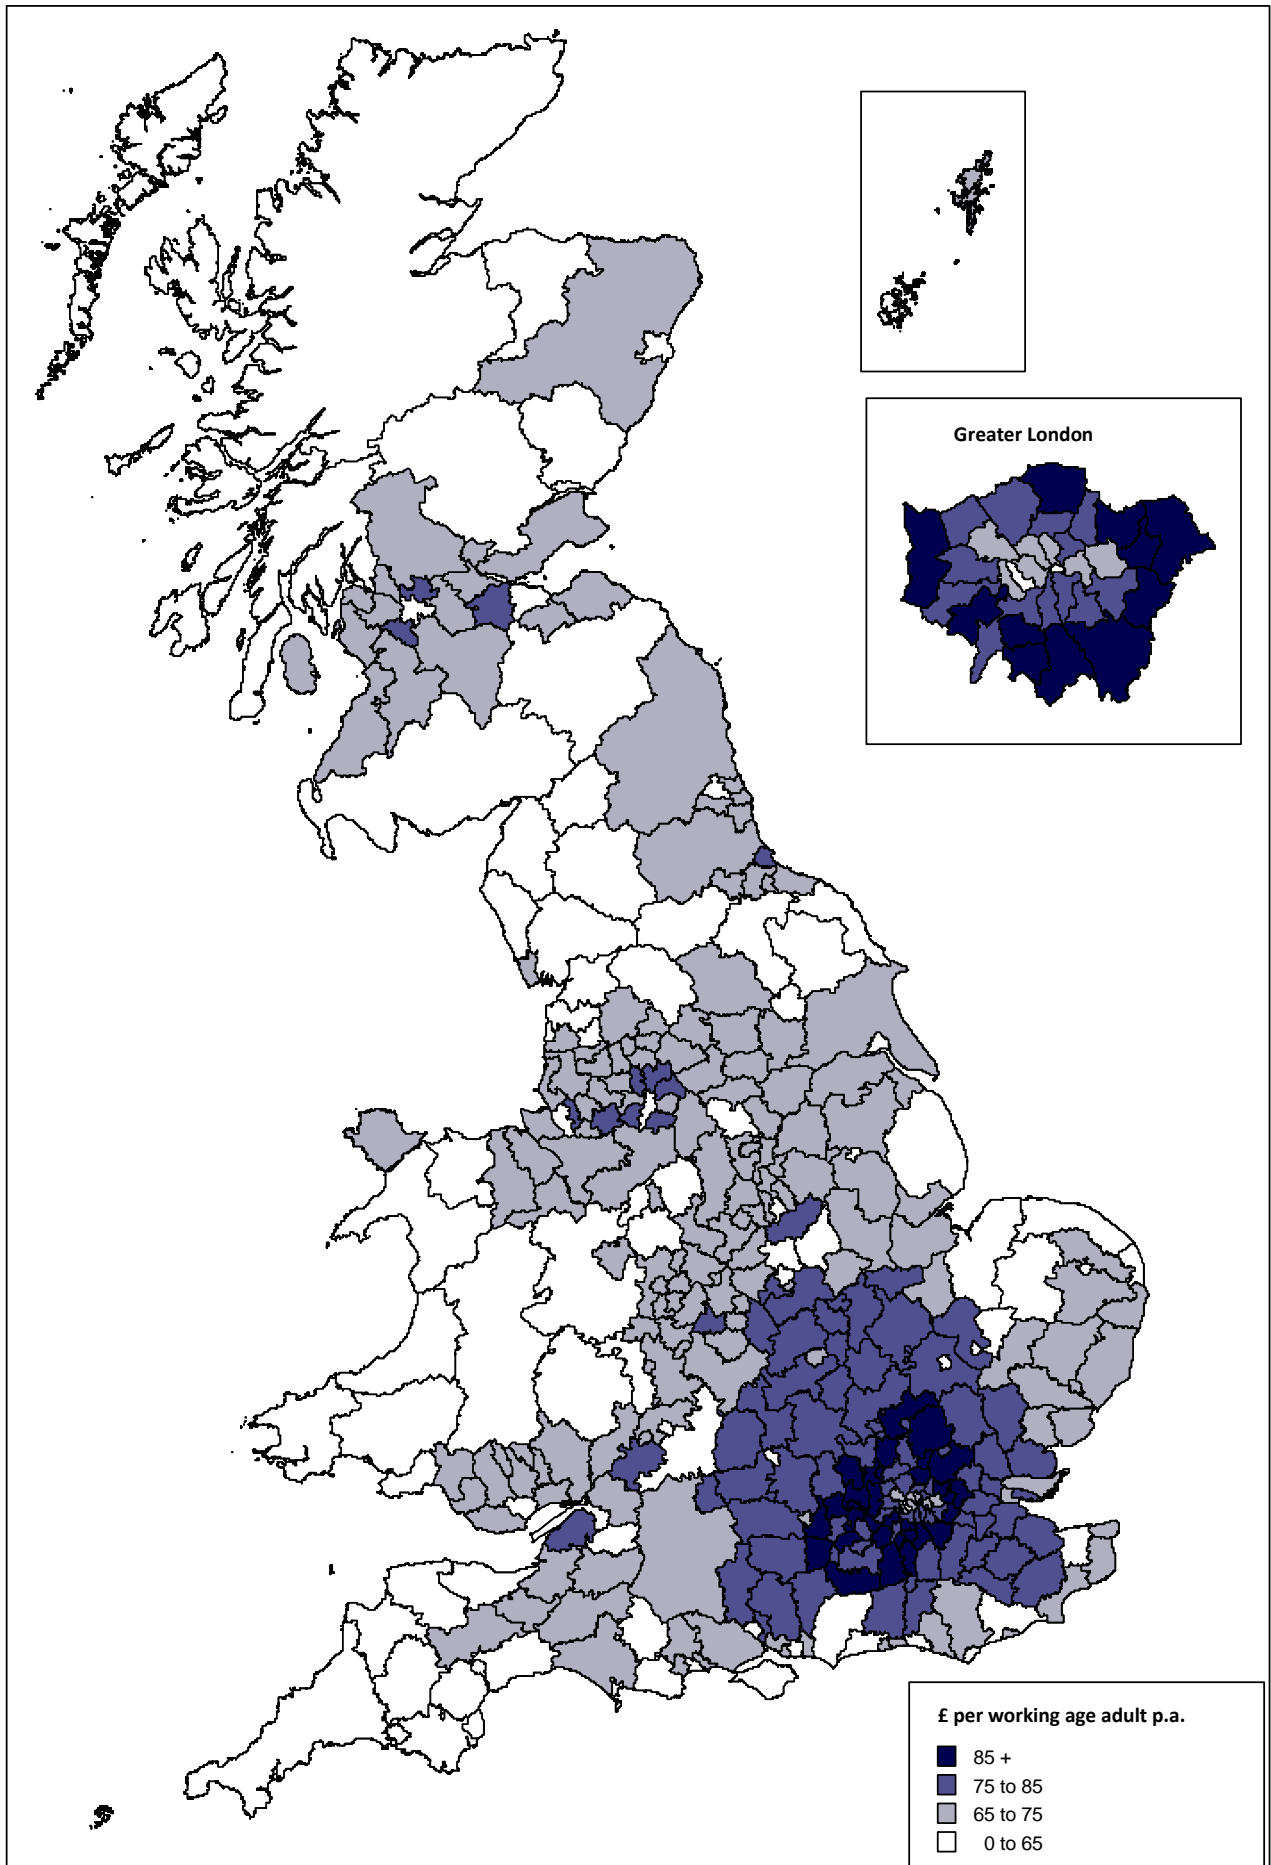 Greater London
£ per working age adult p.a.
85 +
75 to 85
65 to 75
0 to 65